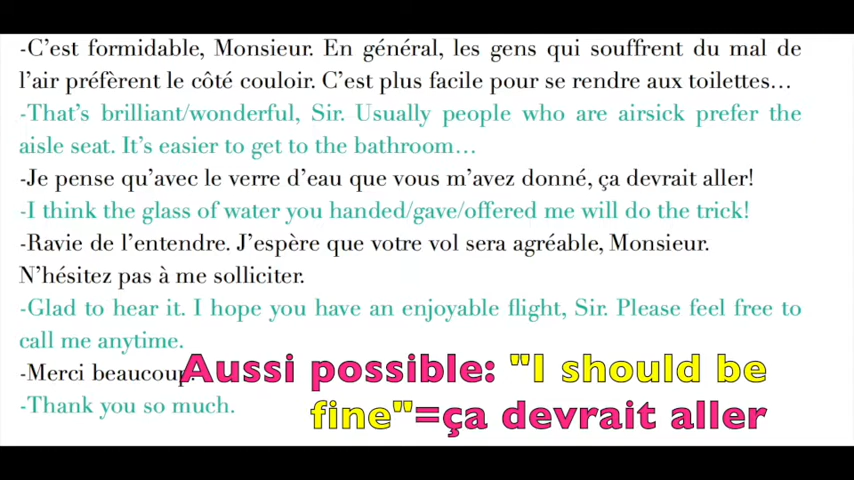 -C'est formidable, Monsieur. En général, les gens qui souffrent du mal de
l'air préfèrent le côté couloir. C'est plus facile pour se rendre aux toilettes…
-That's brilliant/wonderful, Sir. Usually people who are airsick prefer the
aisle seat. It's easier to get to the bathroom…
-Je pense qu'avec le verre d'eau que vous m'avez donné, ça devrait aller!
-I think the glass of water you handed/gave/offered me will do the trick!
-Ravie de l'entendre. J'espère que votre vol sera agréable, Monsieur.
N'hésitez pas à me solliciter.
-Glad to hear it. I hope you have an enjoyable flight, Sir. Please feel free to
call me anytime.
-Merci beaucoup.
-Thank you so much.
Aussi possible: "I should be
fine"=ça devrait aller